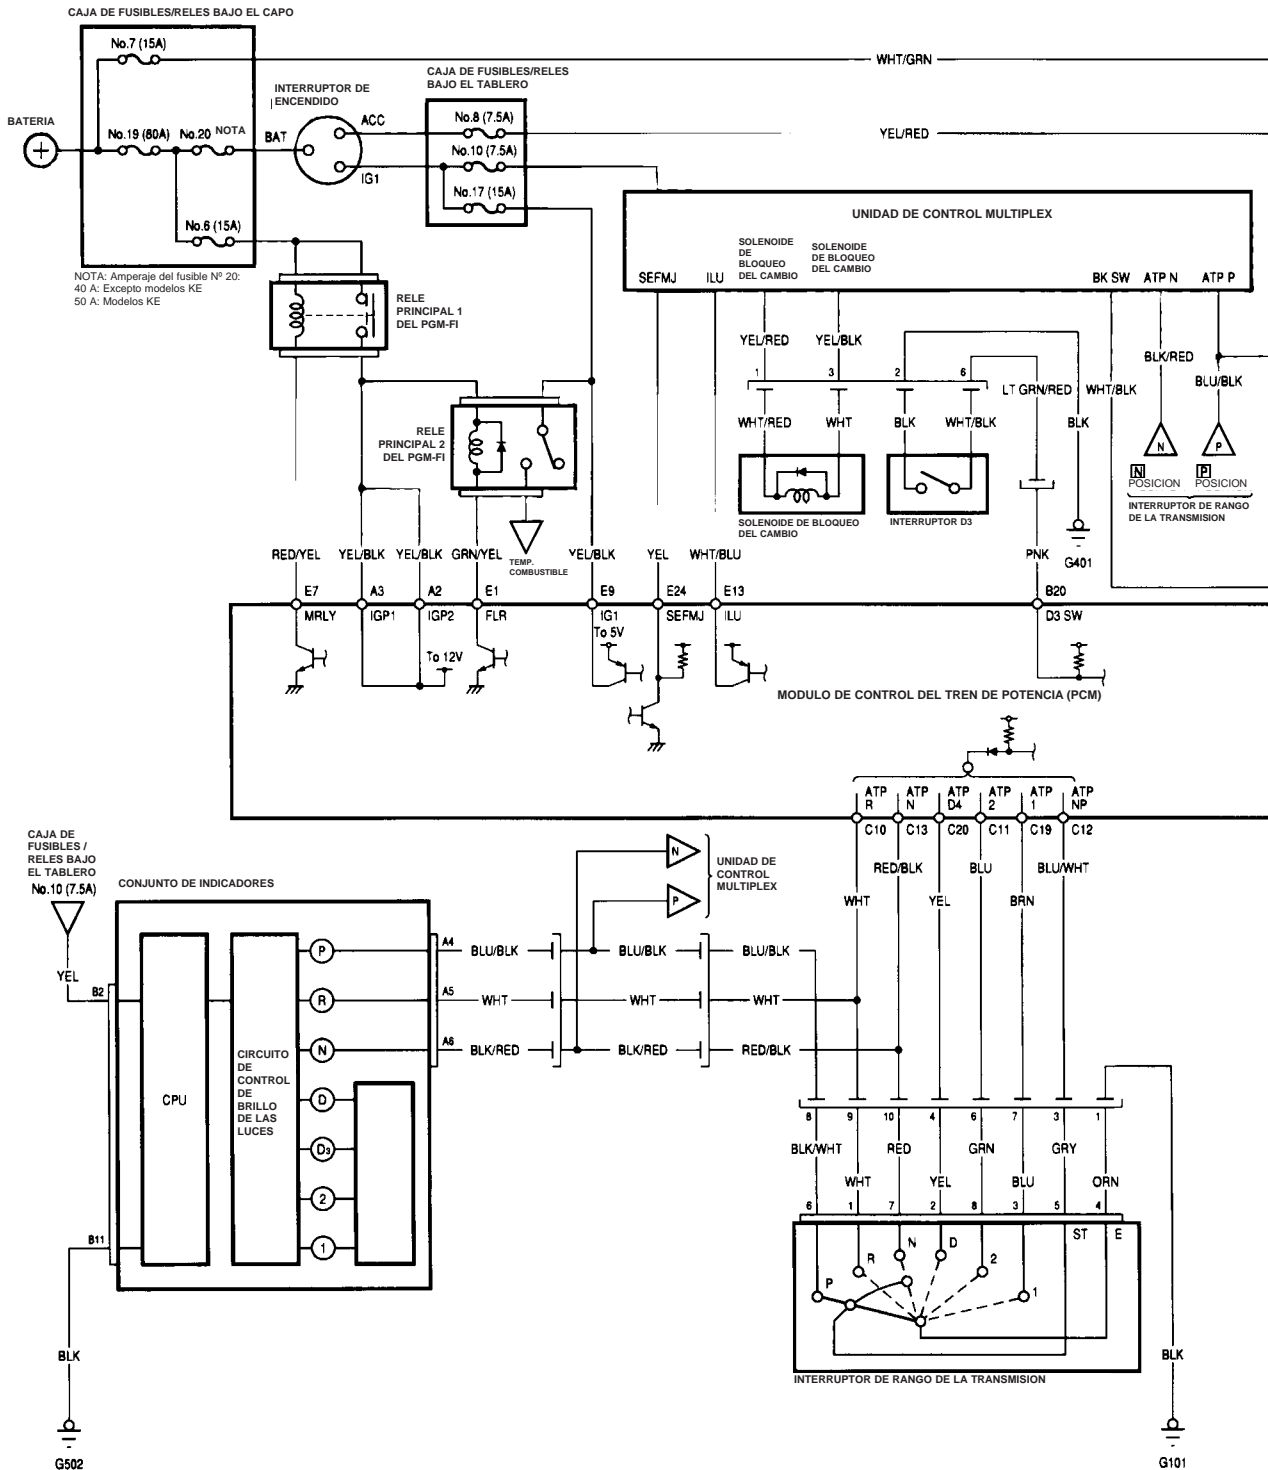 CAJA DE FUSIBLES/RELES BAJO EL CAPO
No.7 (15A)
WHT/GRN
CAJA DE FUSIBLES/RELES
BAJO EL TABLERO
INTERRUPTOR DE
ENCENDIDO
BATERIA
No.19 (80A)
No.20
NOTA
BAT
ACC
IG1
No.8 (7.5A)
No.10 (7.5A)
No.17 (15A)
YEL/RED
No.6 (15A)
NOTA: Amperaje del fusible Nº 20:
40 A: Excepto modelos KE
50 A: Modelos KE
UNIDAD DE CONTROL MULTIPLEX
SOLENOIDE
DE
BLOQUEO
DEL CAMBIO
SOLENOIDE
DE BLOQUEO
DEL CAMBIO
SEFMJ
ILU
BK SW
ATP N
ATP P
RELE
PRINCIPAL 1
DEL PGM-FI
YEL/RED
YEL/BLK
BLK/RED
BLU/BLK
1
3
2
6
LT GRN/RED
WHT/BLK
WHT/RED
WHT
BLK
WHT/BLK
BLK
RELE
PRINCIPAL 2
DEL PGM-FI
N
P
N
POSICION
P
POSICION
INTERRUPTOR DE RANGO
DE LA TRANSMISION
SOLENOIDE DE BLOQUEO
DEL CAMBIO
INTERRUPTOR D3
G401
TEMP.
COMBUSTIBLE
RED/YEL
YEL/BLK
YEL/BLK
GRN/YEL
YEL/BLK
YEL
WHT/BLU
PNK
E7
A3
A2
E1
E9
E24
E13
B20
MRLY
IGP1
IGP2
FLR
IG1
SEFMJ
ILU
D3 SW
To 5V
To 12V
MODULO DE CONTROL DEL TREN DE POTENCIA (PCM)
ATP
R
ATP
N
ATP
D4
ATP
2
ATP
1
ATP
NP
C10
C13
C20
C11
C19
C12
CAJA DE
FUSIBLES /
RELES BAJO
EL TABLERO
No.10 (7.5A)
CONJUNTO DE INDICADORES
N
P
UNIDAD DE
CONTROL
MULTIPLEX
RED/BLK
BLU
BLU/WHT
WHT
YEL
BRN
YEL
B2
P
A4
BLU/BLK
BLU/BLK
BLU/BLK
R
A5
WHT
WHT
WHT
N
A6
BLK/RED
BLK/RED
RED/BLK
CPU
CIRCUITO
DE
CONTROL
DE
BRILLO
DE LAS
LUCES
D
D3
2
1
B11
8
9
10
4
6
7
3
1
BLK/WHT
RED
GRN
GRY
WHT
YEL
BLU
ORN
6
1
7
2
8
3
5
4
ST
E
P
R
N
D
2
1
INTERRUPTOR DE RANGO DE LA TRANSMISION
BLK
BLK
G502
G101